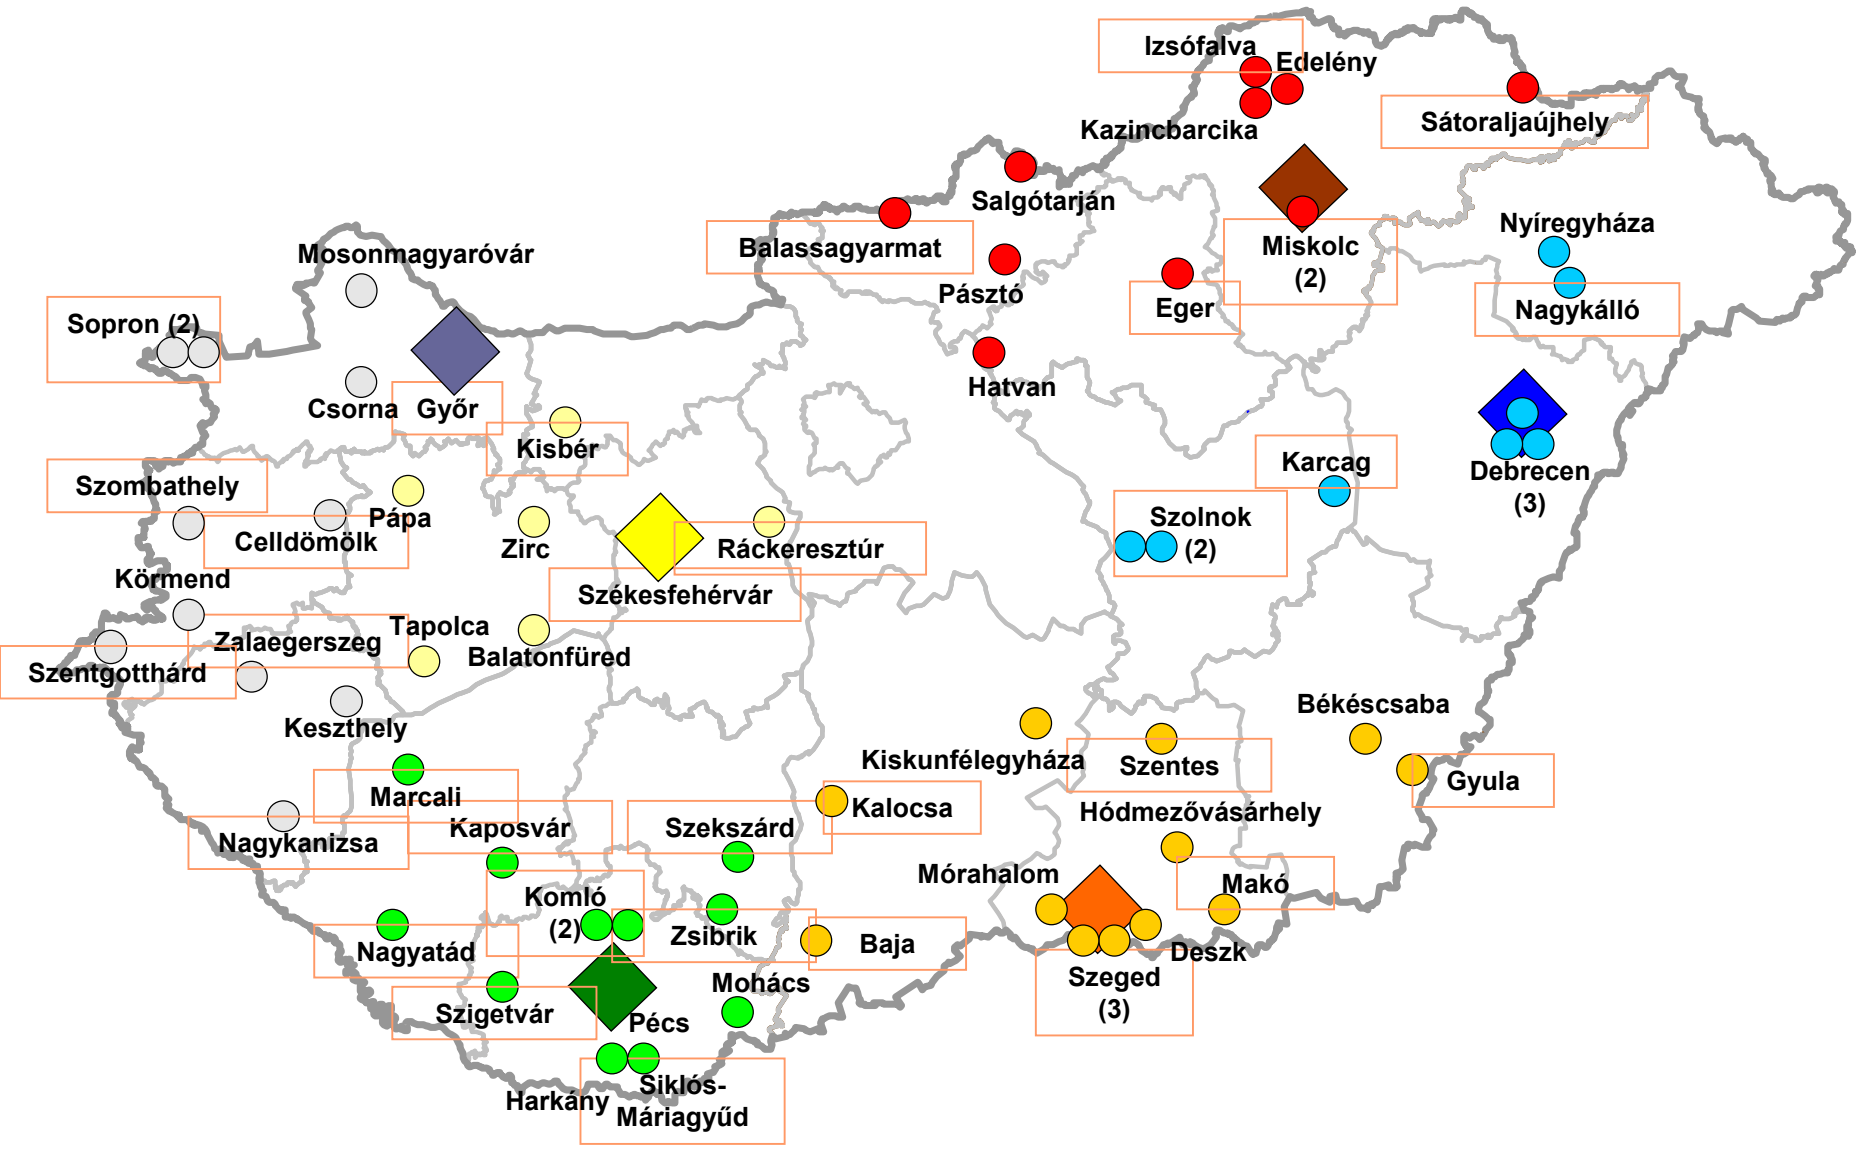 Izsófalva
Edelény
Kazincbarcika
Sátoraljaújhely
Salgótarján
Balassagyarmat
Miskolc
(2)
Nyíregyháza
Mosonmagyaróvár
Pásztó
Eger
Nagykálló
Sopron (2)
Hatvan
Csorna
Győr
Kisbér
Karcag
Debrecen
(3)
Szombathely
Pápa
Szolnok
(2)
Celldömölk
Zirc
Ráckeresztúr
Körmend
Székesfehérvár
Tapolca
Zalaegerszeg
Balatonfüred
Szentgotthárd
Keszthely
Békéscsaba
Kiskunfélegyháza
Szentes
Gyula
Marcali
Kalocsa
Hódmezővásárhely
Kaposvár
Szekszárd
Nagykanizsa
Mórahalom
Makó
Komló
(2)
Zsibrik
Baja
Nagyatád
Deszk
Szeged
(3)
Mohács
Szigetvár
Pécs
Siklós-
Máriagyűd
Harkány